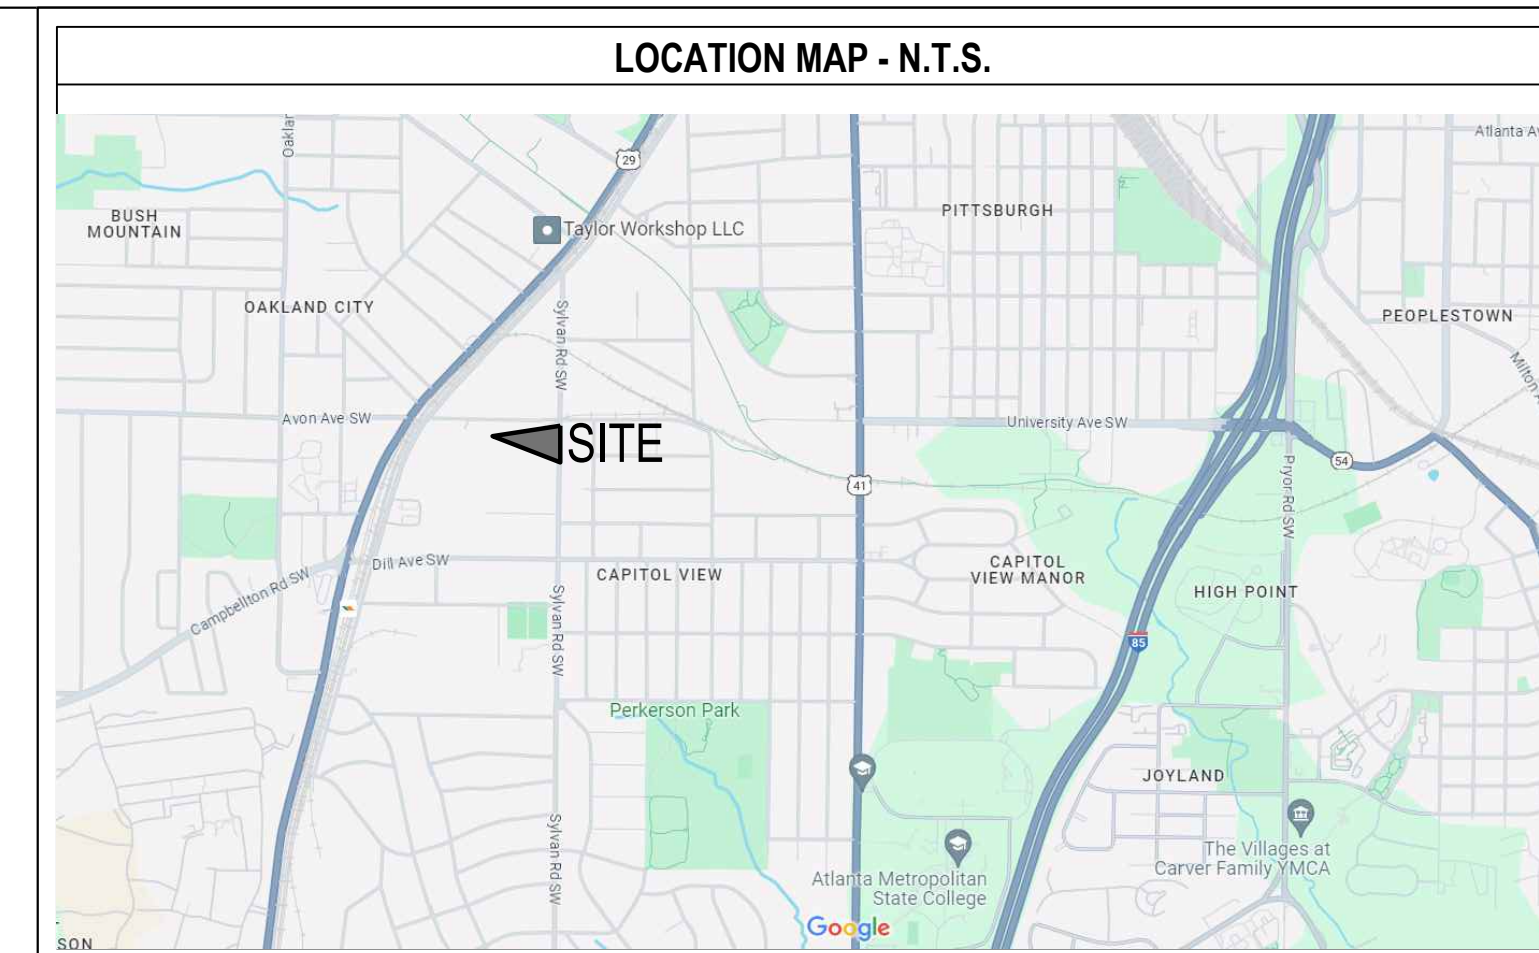 LOCATION MAP - N.T.S.
Oaklan
Atlanta A
29
BUSH
MOUNTAIN
Taylor Workshop LLC
PITTSBURGH
OAKLAND CITY
Sylvan Rd SW
PEOPLESTOWN
Milton A
Avon Ave SW
University Ave SW
SITE
54
41
Pryor Rd SW
Dill Ave SW
CAPITOL VIEW
CAPITOL
VIEW MANOR
Campbellton Rd SW
HIGH POINT
Sylvan Rd SW
85
Perkerson Park
JOYLAND
Sylvan Rd SW
The Villages at
Carver Family YMCA
Atlanta Metropolitan
State College
Google
SON